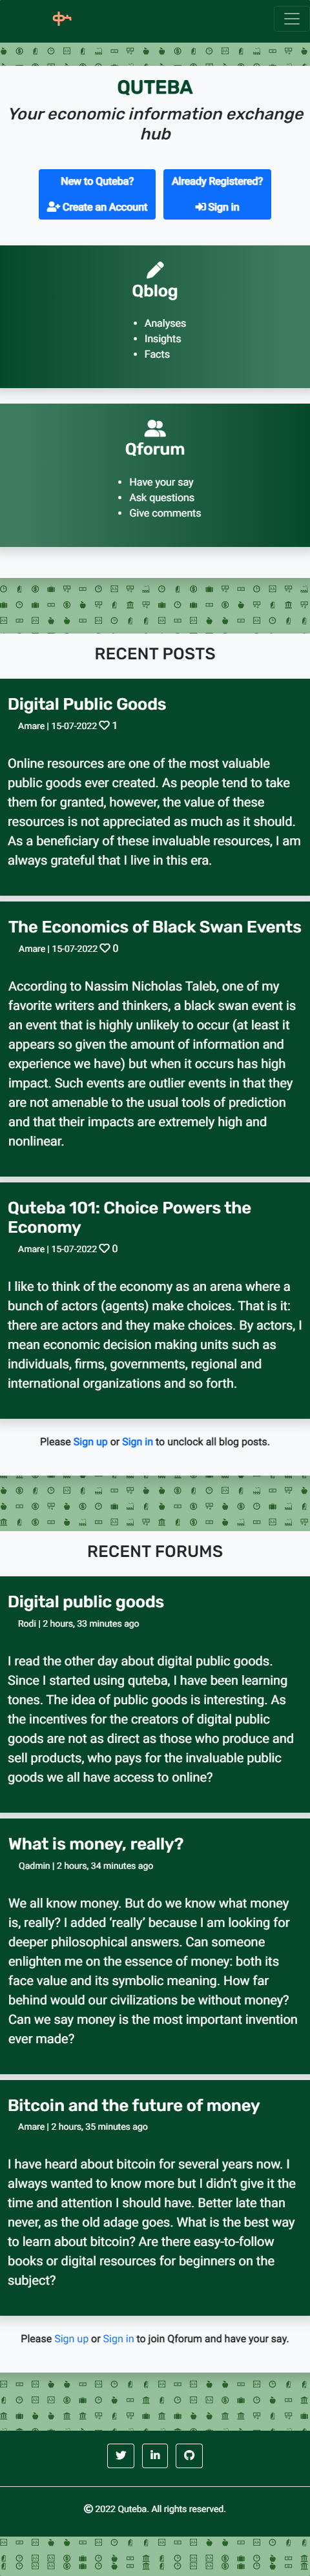 QUTEBA
Your economic information exchange
hub
New to Quteba?
Create an Account
Already Registered?
Sign in
Qblog
Analyses
Insights
Facts
Qforum
Have your say
Ask questions
Give comments
RECENT POSTS
Digital Public Goods
Amare | 15-07-2022 1
Online resources are one of the most valuable
public goods ever created. As people tend to take
them for granted, however, the value of these
resources is not appreciated as much as it should.
As a beneficiary of these invaluable resources, I am
always grateful that I live in this era.
The Economics of Black Swan Events
Amare | 15-07-2022 0
According to Nassim Nicholas Taleb, one of my
favorite writers and thinkers, a black swan event is
an event that is highly unlikely to occur (at least it
appears so given the amount of information and
experience we have) but when it occurs has high
impact. Such events are outlier events in that they
are not amenable to the usual tools of prediction
and that their impacts are extremely high and
nonlinear.
Quteba 101: Choice Powers the
Economy
Amare | 15-07-2022 0
I like to think of the economy as an arena where a
bunch of actors (agents) make choices. That is it:
there are actors and they make choices. By actors, I
mean economic decision making units such as
individuals, firms, governments, regional and
international organizations and so forth.
Please Sign up or Sign in to unclock all blog posts.
RECENT FORUMS
Digital public goods
Rodi | 2 hours, 33 minutes ago
I read the other day about digital public goods.
Since I started using quteba, I have been learning
tones. The idea of public goods is interesting. As
the incentives for the creators of digital public
goods are not as direct as those who produce and
sell products, who pays for the invaluable public
goods we all have access to online?
What is money, really?
Qadmin | 2 hours, 34 minutes ago
We all know money. But do we know what money
is, really? I added ‘really’ because I am looking for
deeper philosophical answers. Can someone
enlighten me on the essence of money: both its
face value and its symbolic meaning. How far
behind would our civilizations be without money?
Can we say money is the most important invention
ever made?
Bitcoin and the future of money
Amare | 2 hours, 35 minutes ago
I have heard about bitcoin for several years now. I
always wanted to know more but I didn’t give it the
time and attention I should have. Better late than
never, as the old adage goes. What is the best way
to learn about bitcoin? Are there easy-to-follow
books or digital resources for beginners on the
subject?
Please Sign up or Sign in to join Qforum and have your say.
© 2022 Quteba. All rights reserved.